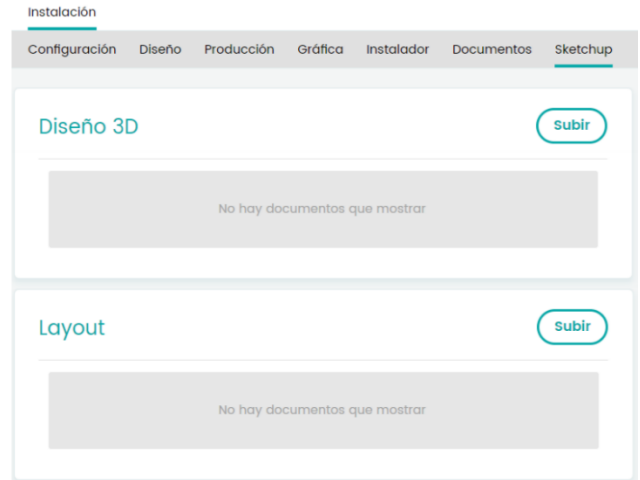 Instalación
Configuración Diseño Producción Gráfica Instalador Documentos Sketchup
Diseño 3D Subir
No hay documentos que mostrar
Layout Subir
No hay documentos que mostrar